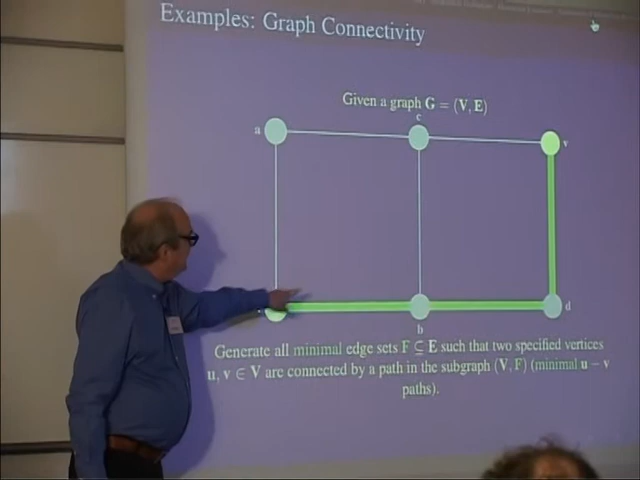 Examples: Graph Connectivity
Given a graph G = (V, E)
c
a
v
d
b
Generate all minimal edge sets F ⊆ E such that two specified vertices
u, v ∈ V are connected by a path in the subgraph (V, F) (minimal u − v
paths).